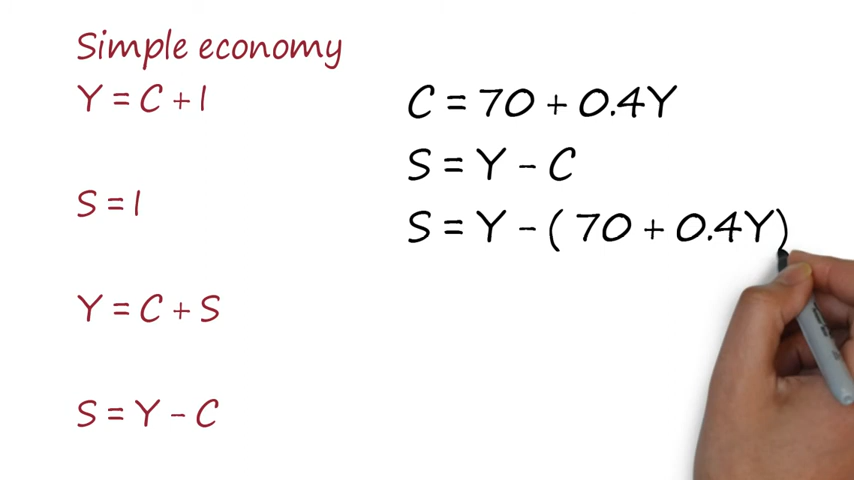 Simple economy
Y = C + I
S = I
Y = C + S
S = Y - C
C = 70 + 0.4Y
S = Y - C
S = Y - ( 70 + 0.4Y)